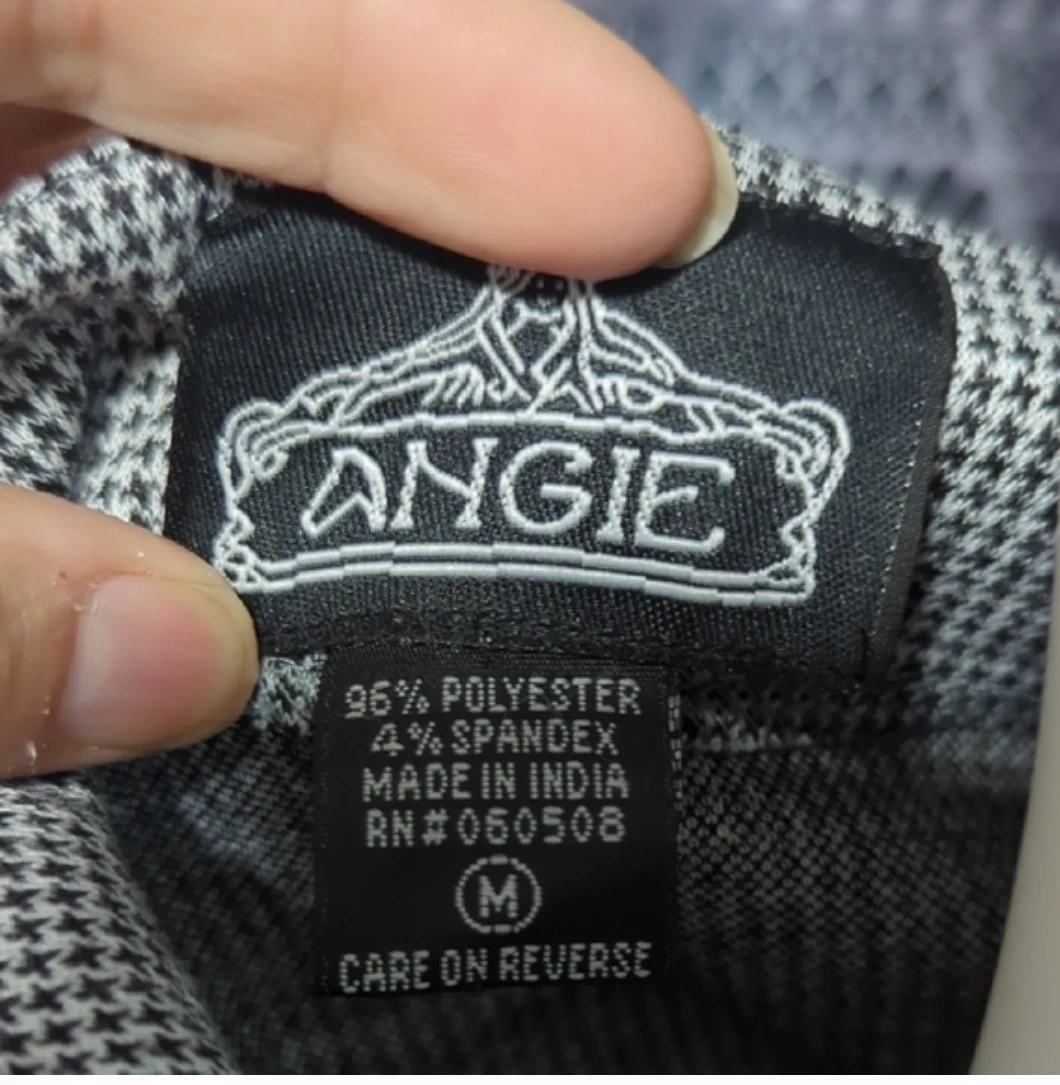 ANGIE
96% POLYESTER
4% SPANDEX
MADE IN INDIA
RN#060508
M
CARE ON REVERSE